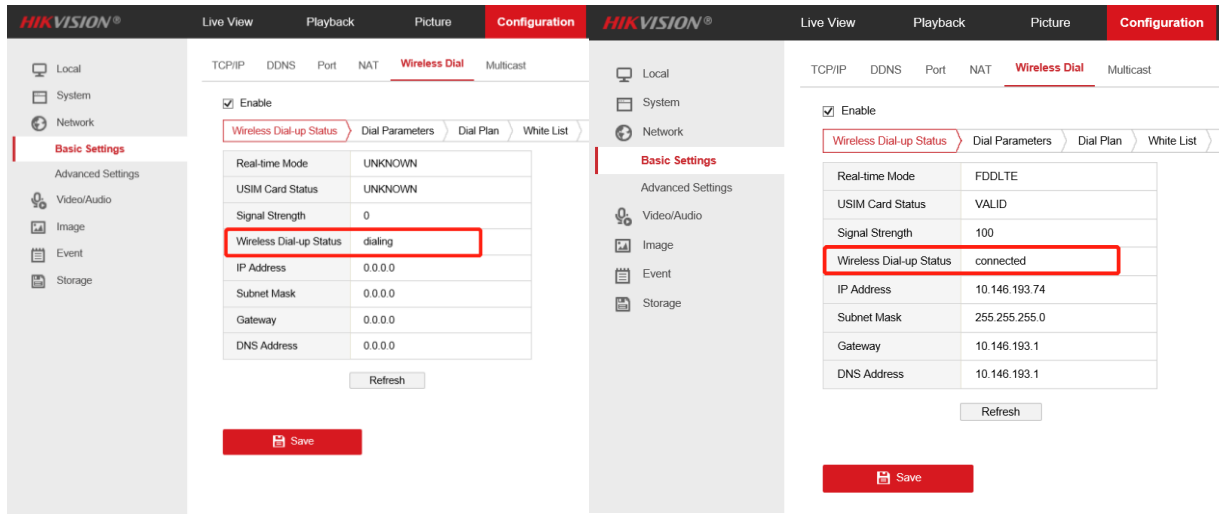 HIKVISION® Live View Playback Picture Configuration
Local
System
Network
Basic Settings
Advanced Settings
Video/Audio
Image
Event
Storage
TCP/IP DDNS Port NAT Wireless Dial Multicast
Enable
Wireless Dial-up Status Dial Parameters Dial Plan White List
Real-time Mode UNKNOWN
USIM Card Status UNKNOWN
Signal Strength 0
Wireless Dial-up Status dialing
IP Address 0.0.0.0
Subnet Mask 0.0.0.0
Gateway 0.0.0.0
DNS Address 0.0.0.0
Refresh
Save
HIKVISION® Live View Playback Picture Configuration
Local
System
Network
Basic Settings
Advanced Settings
Video/Audio
Image
Event
Storage
TCP/IP DDNS Port NAT Wireless Dial Multicast
Enable
Wireless Dial-up Status Dial Parameters Dial Plan White List
Real-time Mode FDDLTE
USIM Card Status VALID
Signal Strength 100
Wireless Dial-up Status connected
IP Address 10.146.193.74
Subnet Mask 255.255.255.0
Gateway 10.146.193.1
DNS Address 10.146.193.1
Refresh
Save